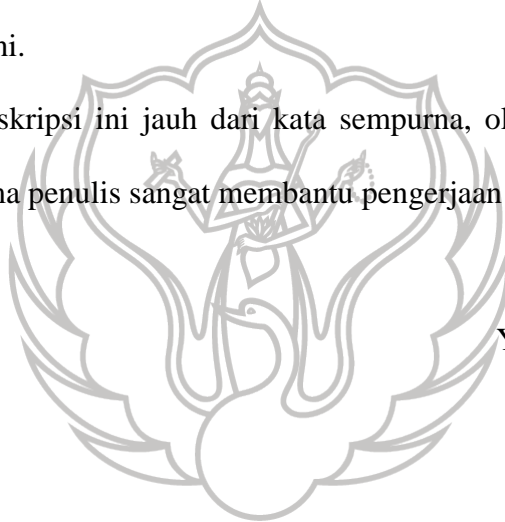 ni.
skripsi ini jauh dari kata sempurna, ol
na penulis sangat membantu pengerjaan
Y